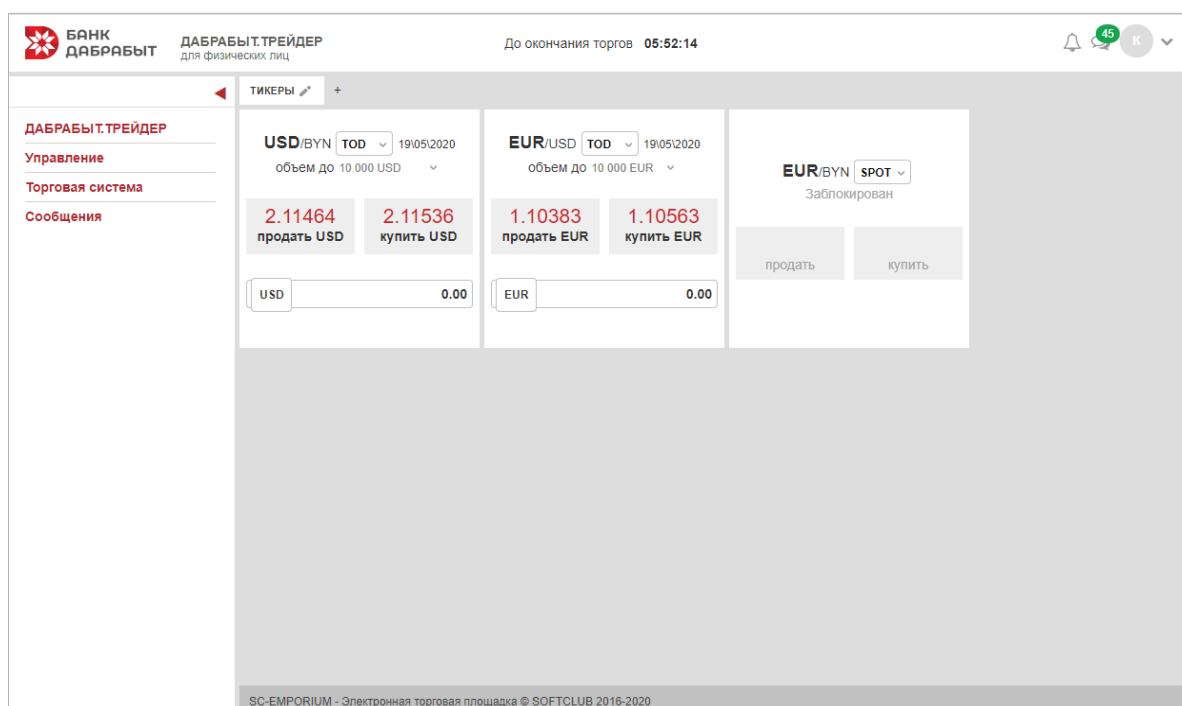 БАНК
ДАБРАБЫТ
ДАБРАБЫТ.ТРЕЙДЕР
для физических лиц
До окончания торгов 05:52:14
45
К
ТИКЕРЫ +
ДАБРАБЫТ.ТРЕЙДЕР
Управление
Торговая система
Сообщения
USD/BYN TOD 19\05\2020
объем до 10 000 USD
2.11464 2.11536
продать USD купить USD
USD 0.00
EUR/USD TOD 19\05\2020
объем до 10 000 EUR
1.10383 1.10563
продать EUR купить EUR
EUR 0.00
EUR/BYN SPOT
Заблокирован
продать купить
SC-EMPORIUM - Электронная торговая площадка © SOFTCLUB 2016-2020